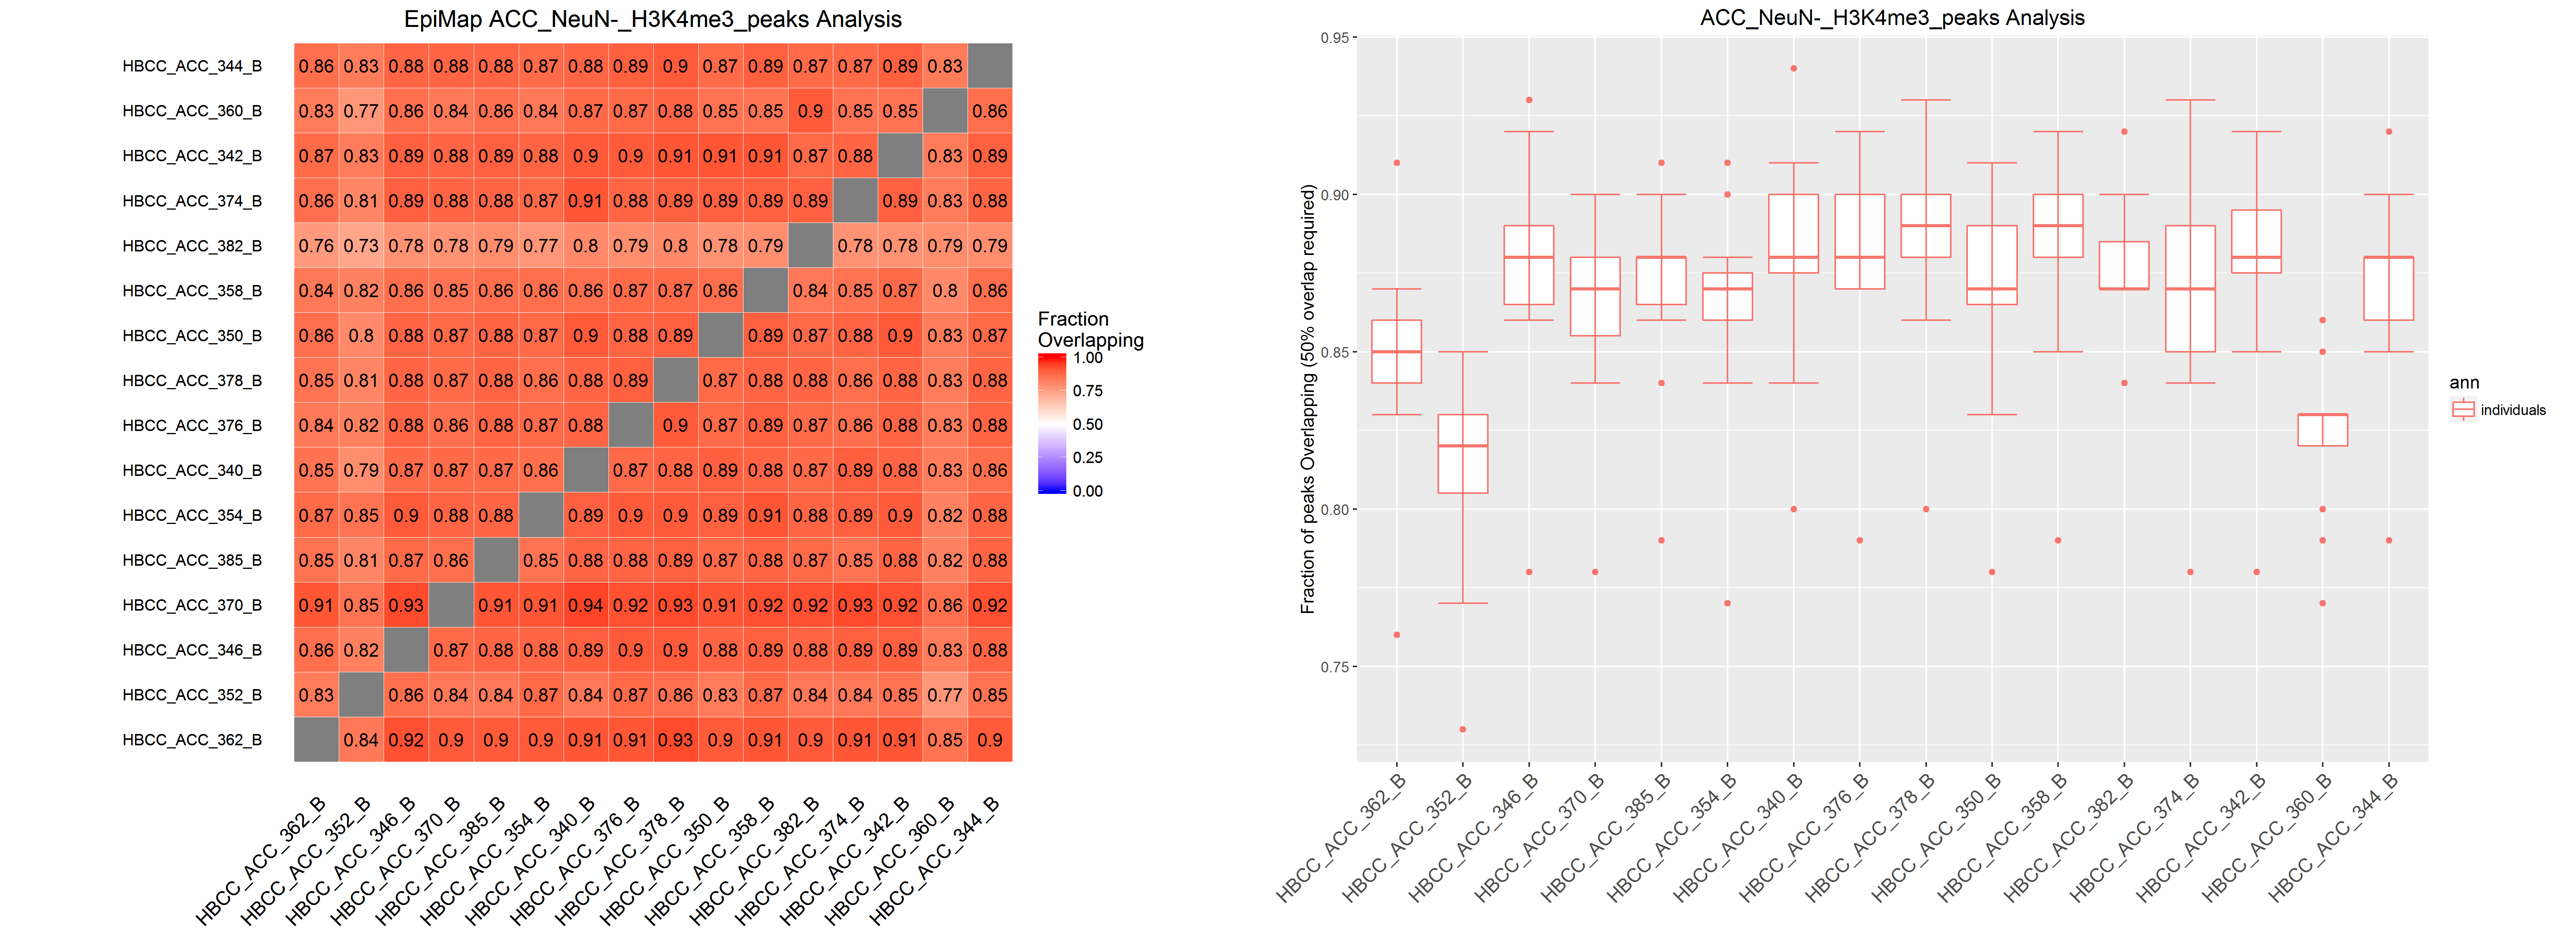 EpiMap ACC_NeuN-_H3K4me3_peaks Analysis
HBCC_ACC_344_B 0.86 0.83 0.88 0.88 0.88 0.87 0.88 0.89 0.9 0.87 0.89 0.87 0.87 0.89 0.83
HBCC_ACC_360_B 0.83 0.77 0.86 0.84 0.86 0.84 0.87 0.87 0.88 0.85 0.85 0.9 0.85 0.85 0.86
HBCC_ACC_342_B 0.87 0.83 0.89 0.88 0.89 0.88 0.9 0.9 0.91 0.91 0.91 0.87 0.88 0.83 0.89
HBCC_ACC_374_B 0.86 0.81 0.89 0.88 0.88 0.87 0.91 0.88 0.89 0.89 0.89 0.89 0.89 0.83 0.88
HBCC_ACC_382_B 0.76 0.73 0.78 0.78 0.79 0.77 0.8 0.79 0.8 0.78 0.79 0.78 0.78 0.79 0.79
HBCC_ACC_358_B 0.84 0.82 0.86 0.85 0.86 0.86 0.86 0.87 0.87 0.86 0.84 0.85 0.87 0.8 0.86
HBCC_ACC_350_B 0.86 0.8 0.88 0.87 0.88 0.87 0.9 0.88 0.89 0.89 0.87 0.88 0.9 0.83 0.87
HBCC_ACC_378_B 0.85 0.81 0.88 0.87 0.88 0.86 0.88 0.89 0.87 0.88 0.88 0.86 0.88 0.83 0.88
HBCC_ACC_376_B 0.84 0.82 0.88 0.86 0.88 0.87 0.88 0.9 0.87 0.89 0.87 0.86 0.88 0.83 0.88
HBCC_ACC_340_B 0.85 0.79 0.87 0.87 0.87 0.86 0.87 0.88 0.89 0.88 0.87 0.89 0.88 0.83 0.86
HBCC_ACC_354_B 0.87 0.85 0.9 0.88 0.88 0.89 0.9 0.9 0.89 0.91 0.88 0.89 0.9 0.82 0.88
HBCC_ACC_385_B 0.85 0.81 0.87 0.86 0.85 0.88 0.88 0.89 0.87 0.88 0.87 0.85 0.88 0.82 0.88
HBCC_ACC_370_B 0.91 0.85 0.93 0.91 0.91 0.94 0.92 0.93 0.91 0.92 0.92 0.93 0.92 0.86 0.92
HBCC_ACC_346_B 0.86 0.82 0.87 0.88 0.88 0.89 0.9 0.9 0.88 0.89 0.88 0.89 0.89 0.83 0.88
HBCC_ACC_352_B 0.83 0.86 0.84 0.84 0.87 0.84 0.87 0.86 0.83 0.87 0.84 0.84 0.85 0.77 0.85
HBCC_ACC_362_B 0.84 0.92 0.9 0.9 0.9 0.91 0.91 0.93 0.9 0.91 0.9 0.91 0.91 0.85 0.9
HBCC_ACC_362_B
HBCC_ACC_352_B
HBCC_ACC_346_B
HBCC_ACC_370_B
HBCC_ACC_385_B
HBCC_ACC_354_B
HBCC_ACC_340_B
HBCC_ACC_376_B
HBCC_ACC_378_B
HBCC_ACC_350_B
HBCC_ACC_358_B
HBCC_ACC_382_B
HBCC_ACC_374_B
HBCC_ACC_342_B
HBCC_ACC_360_B
HBCC_ACC_344_B
Fraction
Overlapping
1.00
0.75
0.50
0.25
0.00
ACC_NeuN-_H3K4me3_peaks Analysis
Fraction of peaks Overlapping (50% overlap required)
0.95
0.90
0.85
0.80
0.75
HBCC_ACC_362_B
HBCC_ACC_352_B
HBCC_ACC_346_B
HBCC_ACC_370_B
HBCC_ACC_385_B
HBCC_ACC_354_B
HBCC_ACC_340_B
HBCC_ACC_376_B
HBCC_ACC_378_B
HBCC_ACC_350_B
HBCC_ACC_358_B
HBCC_ACC_382_B
HBCC_ACC_374_B
HBCC_ACC_342_B
HBCC_ACC_360_B
HBCC_ACC_344_B
ann
individuals